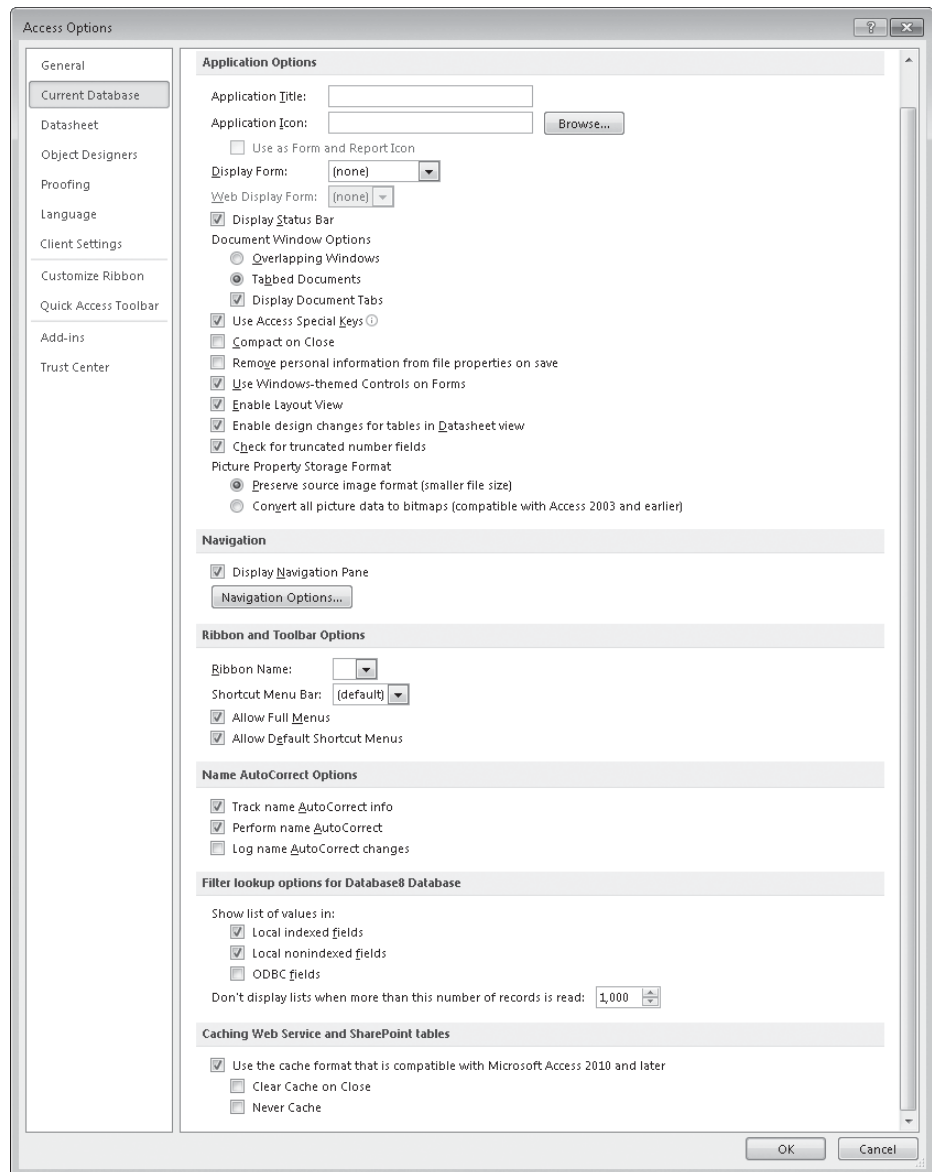 Access Options
General
Current Database
Datasheet
Object Designers
Proofing
Language
Client Settings
Customize Ribbon
Quick Access Toolbar
Add-ins
Trust Center
Application Options
Application Title:
Application Icon: Browse...
Use as Form and Report Icon
Display Form: (none)
Web Display Form: (none)
Display Status Bar
Document Window Options
Overlapping Windows
Tabbed Documents
Display Document Tabs
Use Access Special Keys
Compact on Close
Remove personal information from file properties on save
Use Windows-themed Controls on Forms
Enable Layout View
Enable design changes for tables in Datasheet view
Check for truncated number fields
Picture Property Storage Format
Preserve source image format (smaller file size)
Convert all picture data to bitmaps (compatible with Access 2003 and earlier)
Navigation
Display Navigation Pane
Navigation Options...
Ribbon and Toolbar Options
Ribbon Name:
Shortcut Menu Bar: (default)
Allow Full Menus
Allow Default Shortcut Menus
Name AutoCorrect Options
Track name AutoCorrect info
Perform name AutoCorrect
Log name AutoCorrect changes
Filter lookup options for Database8 Database
Show list of values in:
Local indexed fields
Local nonindexed fields
ODBC fields
Don't display lists when more than this number of records is read: 1,000
Caching Web Service and SharePoint tables
Use the cache format that is compatible with Microsoft Access 2010 and later
Clear Cache on Close
Never Cache
OK Cancel